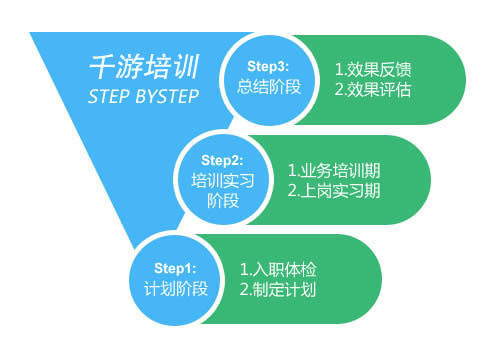 千游培训
STEP BYSTEP
Step3:
总结阶段
1.效果反馈
2.效果评估
Step2:
培训实习
阶段
1.业务培训期
2.上岗实习期
Step1:
计划阶段
1.入职体检
2.制定计划